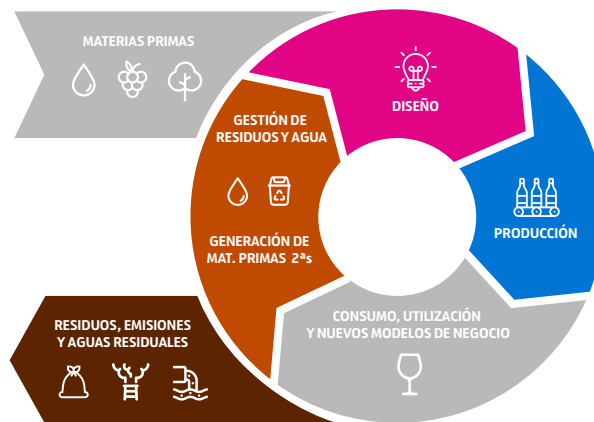 MATERIAS PRIMAS
DISEÑO
GESTIÓN DE
RESIDUOS Y AGUA
PRODUCCIÓN
GENERACIÓN DE
MAT. PRIMAS 2ªs
CONSUMO, UTILIZACIÓN
Y NUEVOS MODELOS DE NEGOCIO
RESIDUOS, EMISIONES
Y AGUAS RESIDUALES